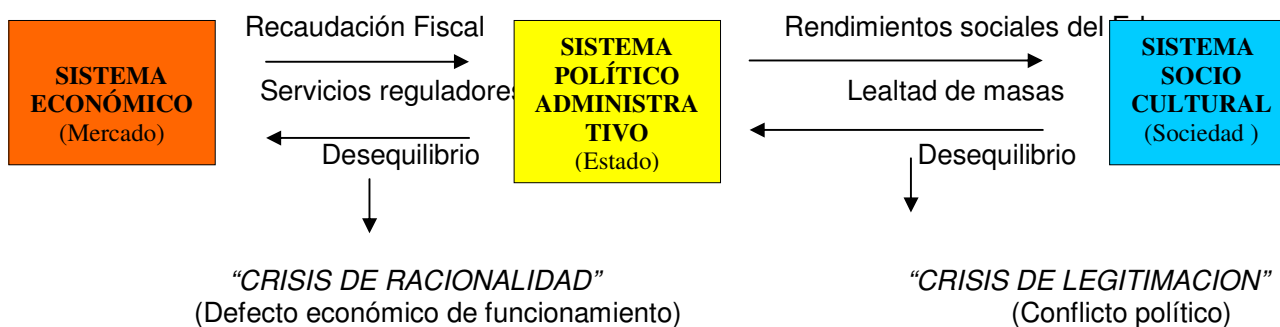 Recaudación Fiscal
Servicios reguladores
Desequilibrio
Rendimientos sociales del
Lealtad de masas
Desequilibrio
SISTEMA
ECONÓMICO
(Mercado)
SISTEMA
POLÍTICO
ADMINISTRA
TIVO
(Estado)
SISTEMA
SOCIO
CULTURAL
(Sociedad )
“CRISIS DE RACIONALIDAD”
(Defecto económico de funcionamiento)
“CRISIS DE LEGITIMACION”
(Conflicto político)